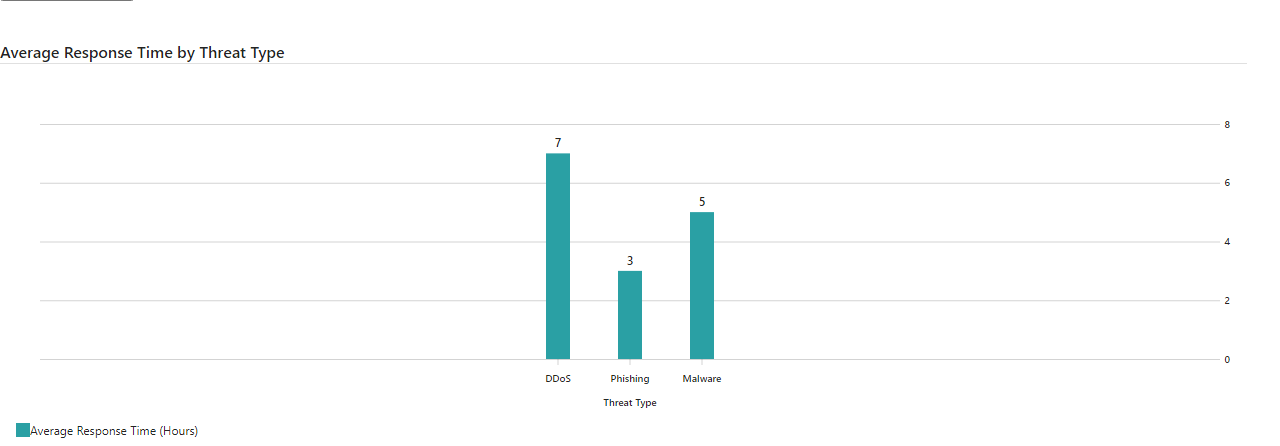 Average Response Time by Threat Type
8
7
6
5
4
3
2
0
DDoS Phishing Malware
Threat Type
Average Response Time (Hours)